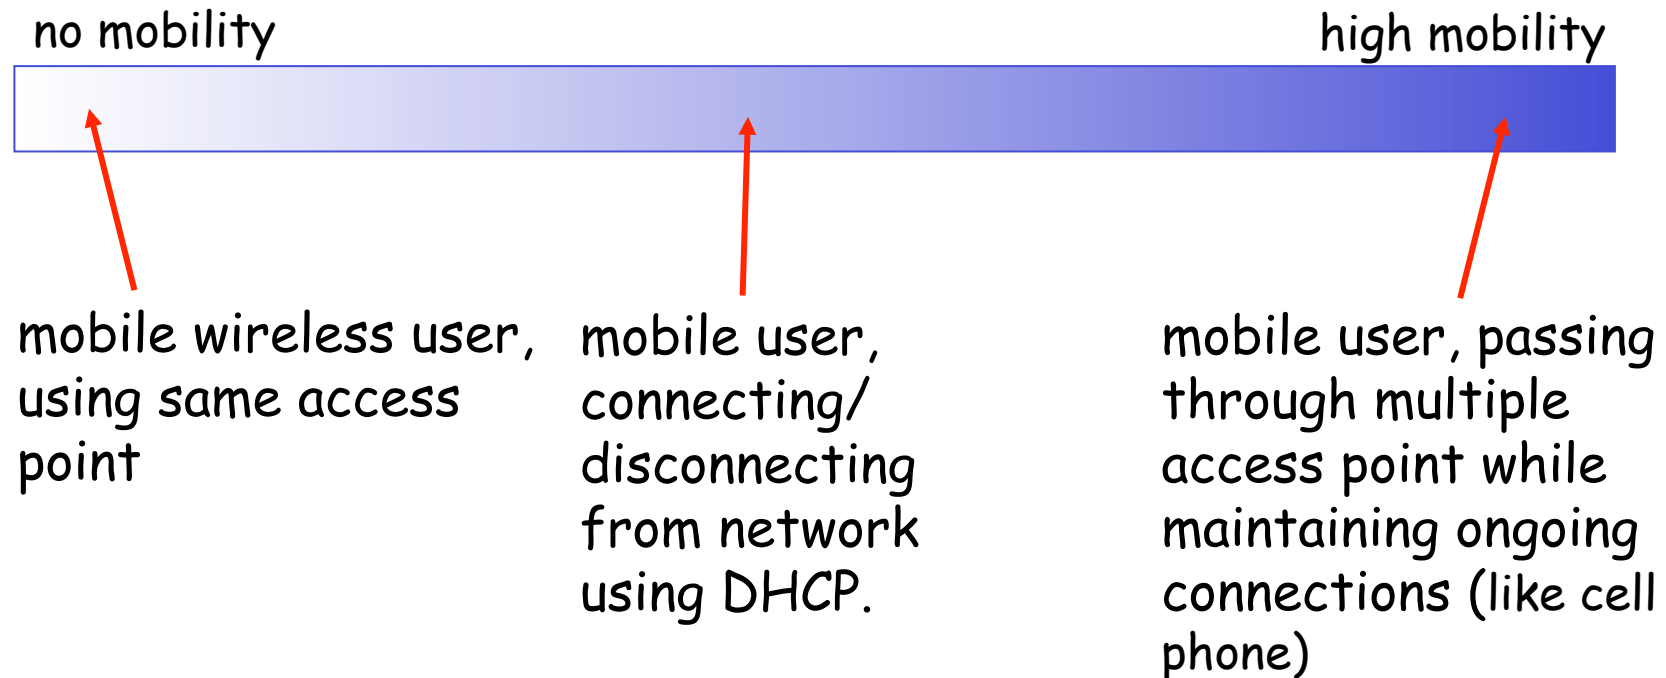 no mobility
high mobility
mobile wireless user,
using same access
point
mobile user,
connecting/
disconnecting
from network
using DHCP.
mobile user, passing
through multiple
access point while
maintaining ongoing
connections (like cell
phone)